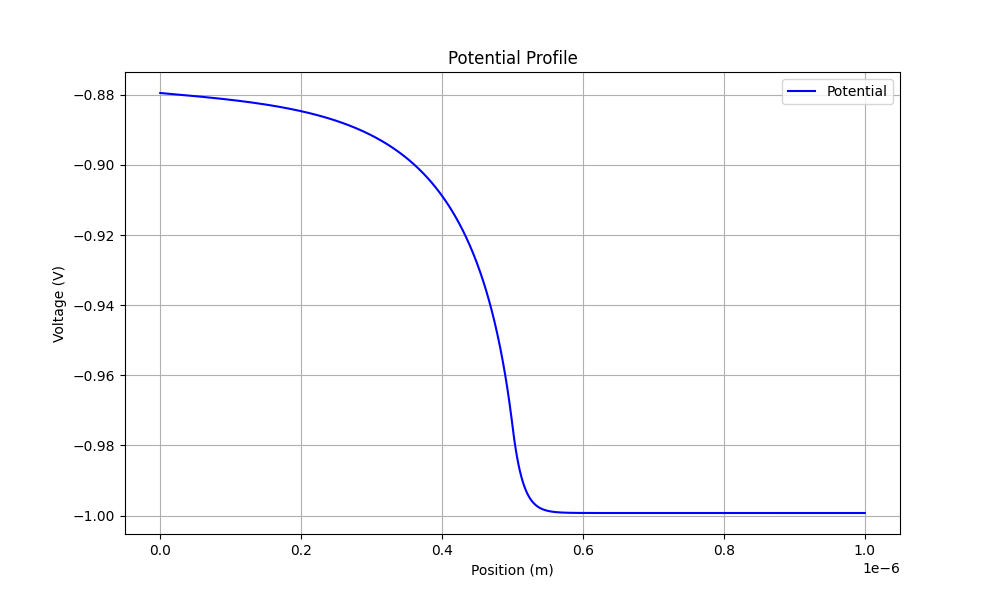 Potential Profile
Potential
Voltage (V)
−0.88
−0.90
−0.92
−0.94
−0.96
−0.98
−1.00
0.0 0.2 0.4 0.6 0.8 1.0
1e−6
Position (m)